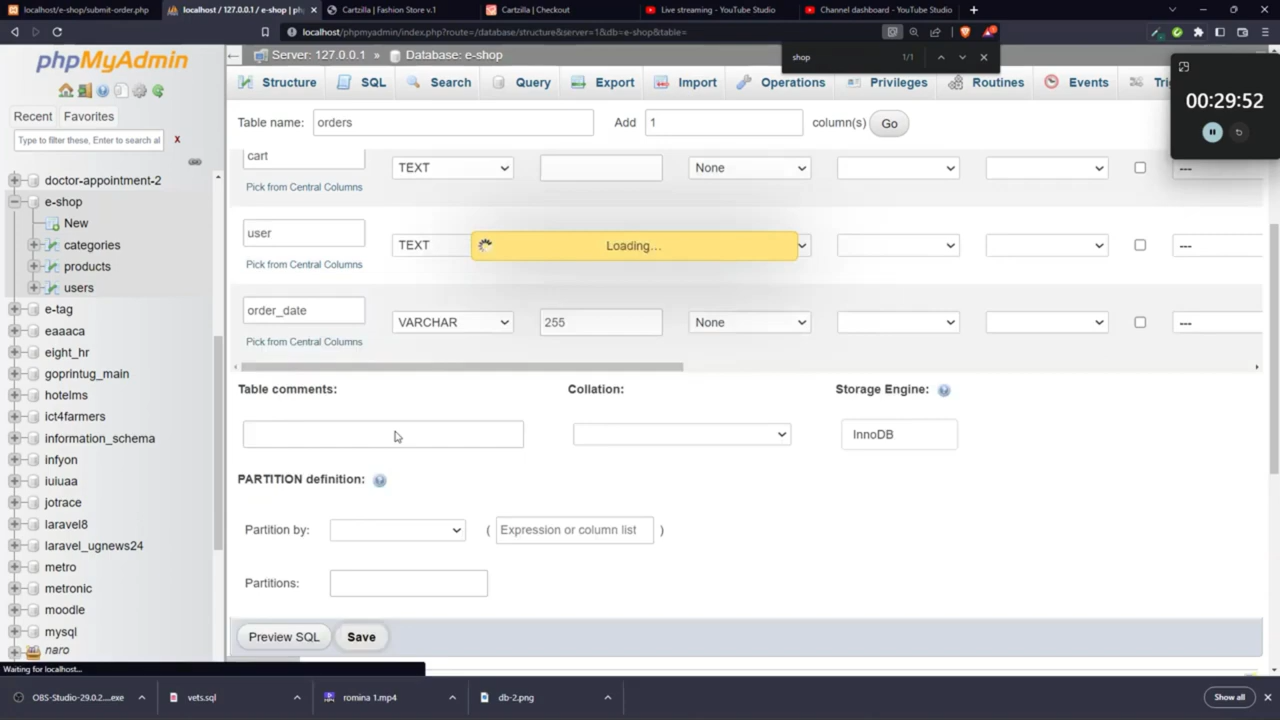 localhost/e-shop/submit-order.php
localhost / 127.0.0.1 / e-shop | ph
Cartzilla | Fashion Store v.1
Cartzilla | Checkout
Live streaming - YouTube Studio
Channel dashboard - YouTube Studio
localhost/phpmyadmin/index.php?route=/database/structure&server=1&db=e-shop&table=
shop
1/1
phpMyAdmin
Server: 127.0.0.1 » Database: e-shop
Structure
SQL
Search
Query
Export
Import
Operations
Privileges
Routines
Events
Tri
00:29:52
Recent
Favorites
Type to filter these, Enter to search al
X
Table name:
orders
Add
1
column(s)
Go
cart
TEXT
None
---
Pick from Central Columns
user
TEXT
Loading…
---
Pick from Central Columns
order_date
VARCHAR
255
None
---
Pick from Central Columns
doctor-appointment-2
e-shop
New
categories
products
users
e-tag
eaaaca
eight_hr
goprintug_main
hotelms
ict4farmers
information_schema
infyon
iuiuaa
jotrace
laravel8
laravel_ugnews24
metro
metronic
moodle
mysql
naro
Table comments:
Collation:
Storage Engine:
InnoDB
PARTITION definition:
Partition by:
(
Expression or column list
)
Partitions:
Preview SQL
Save
Waiting for localhost...
OBS-Studio-29.0.2....exe
vets.sql
romina 1.mp4
db-2.png
Show all